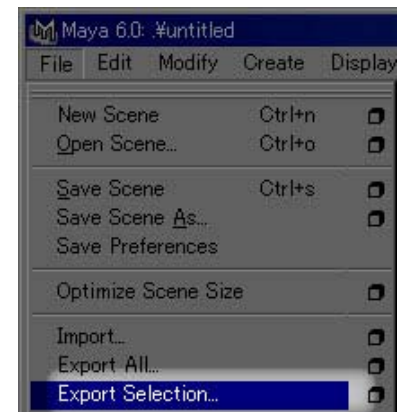 Maya 6.0: .¥untitled
File Edit Modify Create Display
New Scene Ctrl+n
Open Scene... Ctrl+o
Save Scene Ctrl+s
Save Scene As...
Save Preferences
Optimize Scene Size
Import...
Export All...
Export Selection...